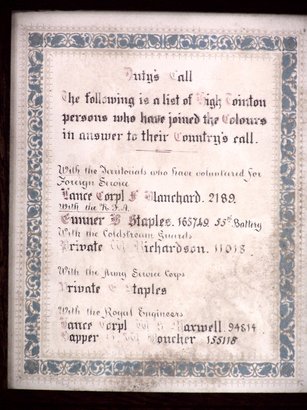 Duty's Call
The following is a list of High Toynton
persons who have joined the Colours
in answer to their Country's call.
With the Territorials who have volunteered for
Foreign Service
Lance Corpl F Blanchard. 2189.
With the R.F.A.
Gunner B Staples. 165749. 55th Battery
With the Coldstream Guards
Private W Richardson. 11018
With the Army Service Corps
Private Staples
With the Royal Engineers
Lance Corpl Maxwell. 94814
Sapper W Boucher 155118